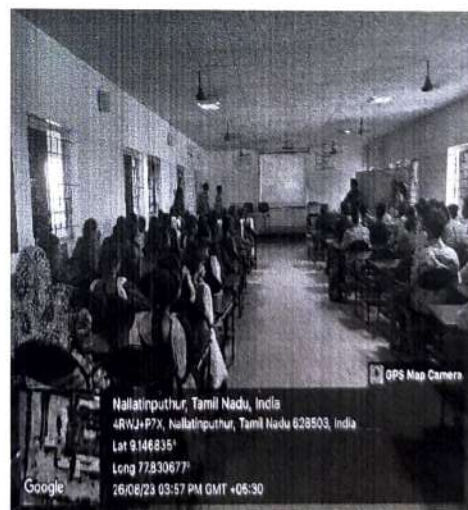 GPS Map Camera
Nallatinputhur, Tamil Nadu, India
4RWJ+P7X, Nallatinputhur, Tamil Nadu 628503, India
Lat 9.146835°
Long 77.830677°
26/08/23 03:57 PM GMT +05:30
Google